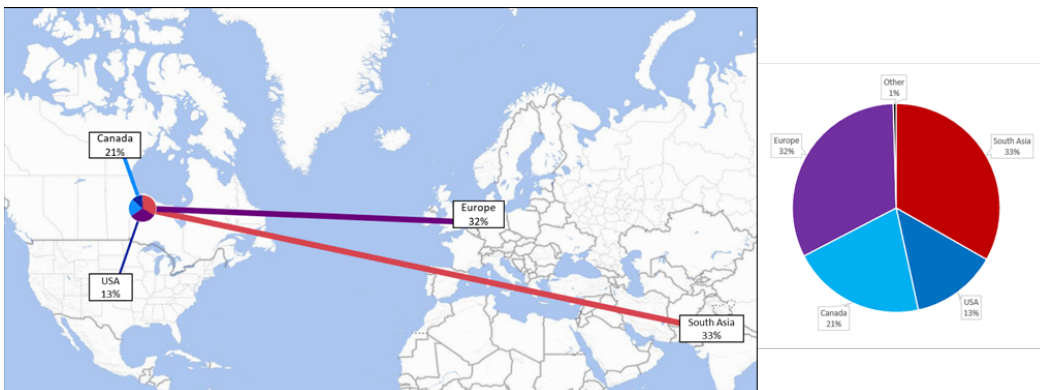 Canada
21%
Europe
32%
USA
13%
South Asia
33%
Other
1%
Europe
32%
South Asia
33%
Canada
21%
USA
13%